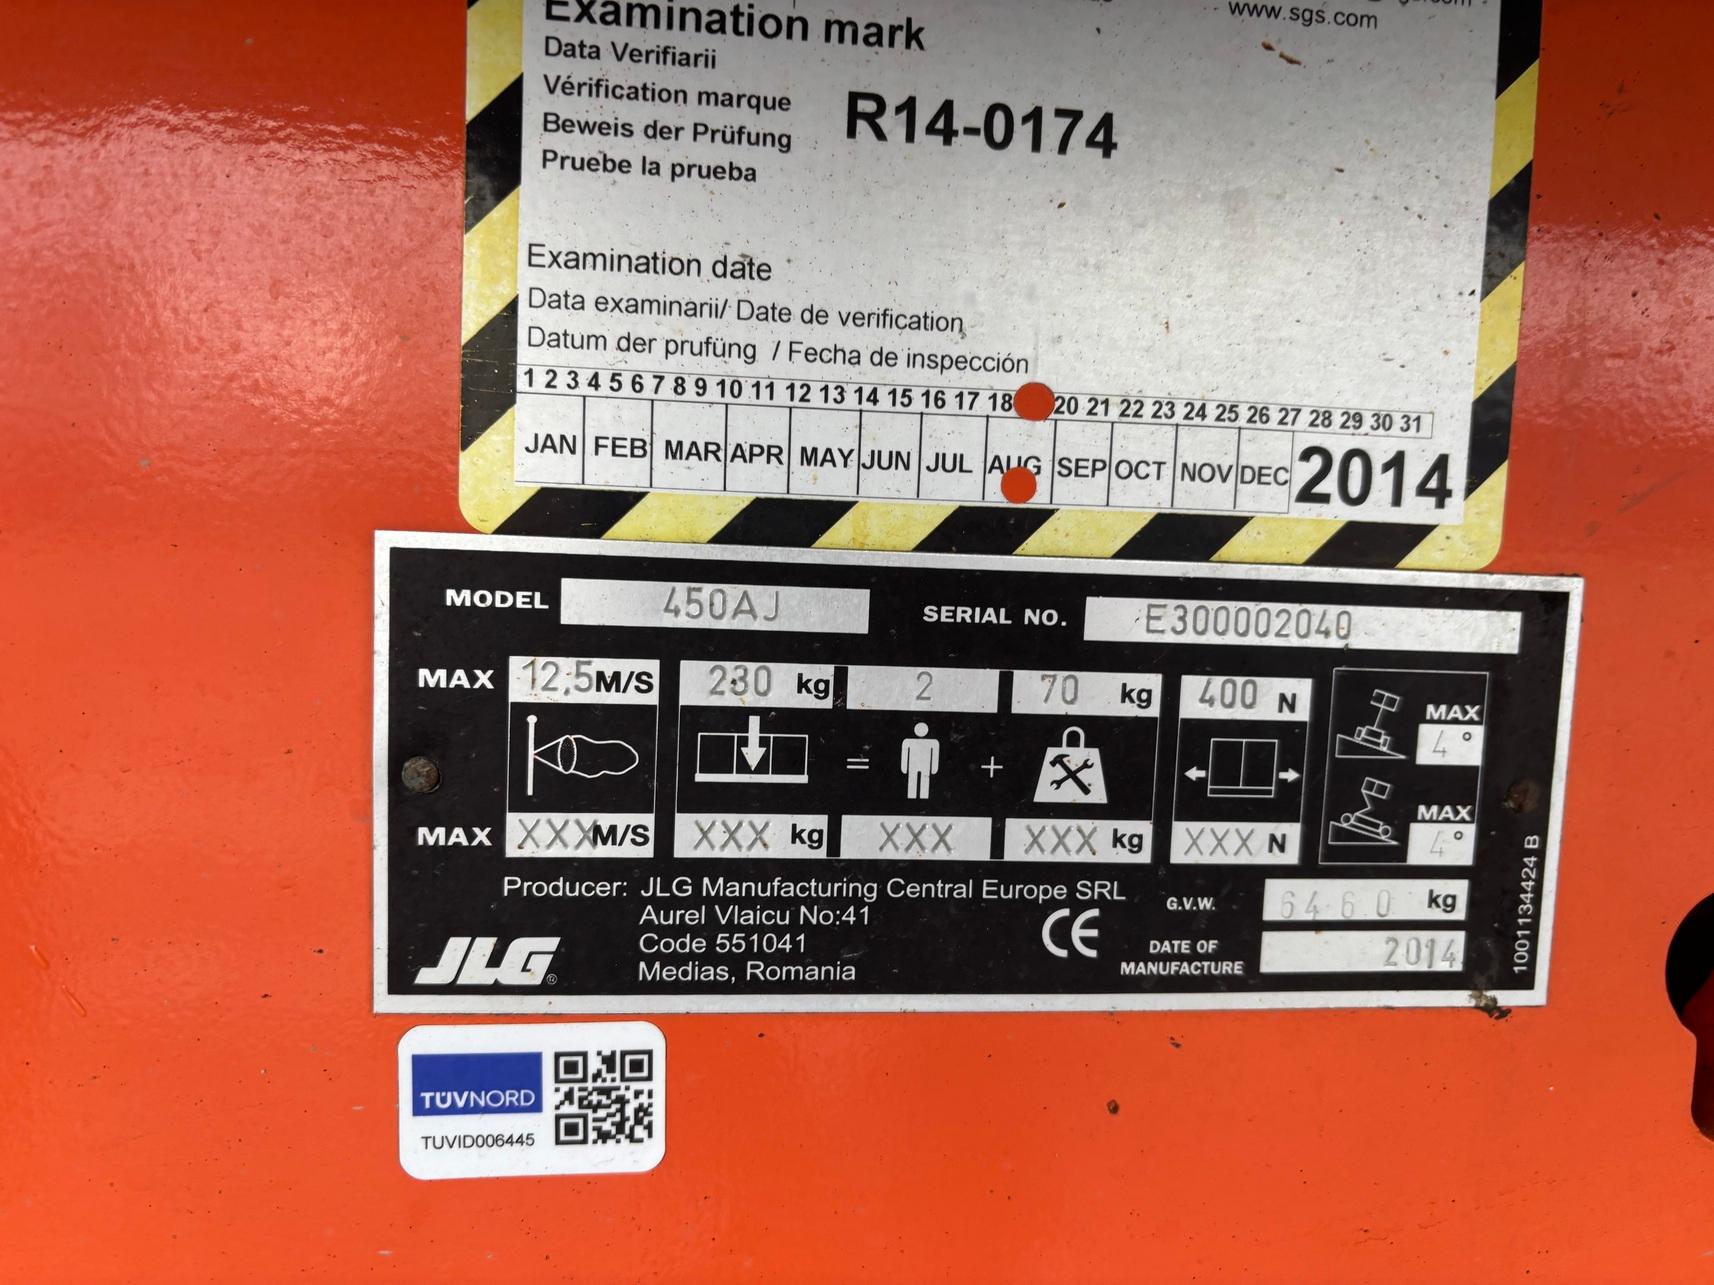 www.sgs.com
Examination mark
Data Verifiarii
Vérification marque
Beweis der Prüfung
Pruebe la prueba
R14-0174
Examination date
Data examinarii/ Date de verification
Datum der prufüng / Fecha de inspección
1 2 3 4 5 6 7 8 9 10 11 12 13 14 15 16 17 18 20 21 22 23 24 25 26 27 28 29 30 31
JAN FEB MAR APR MAY JUN JUL AUG SEP OCT NOV DEC 2014
MODEL 450AJ SERIAL NO. E300002040
MAX 12,5 M/S 230 kg 2 70 kg 400 N
= +
MAX 4°
MAX 4°
MAX XXX M/S XXX kg XXX XXX kg XXX N
Producer: JLG Manufacturing Central Europe SRL
Aurel Vlaicu No:41
Code 551041
Medias, Romania
JLG
CE
G.V.W. 6460 kg
DATE OF
MANUFACTURE 2014
1001134424 B
TÜVNORD
TUVID006445